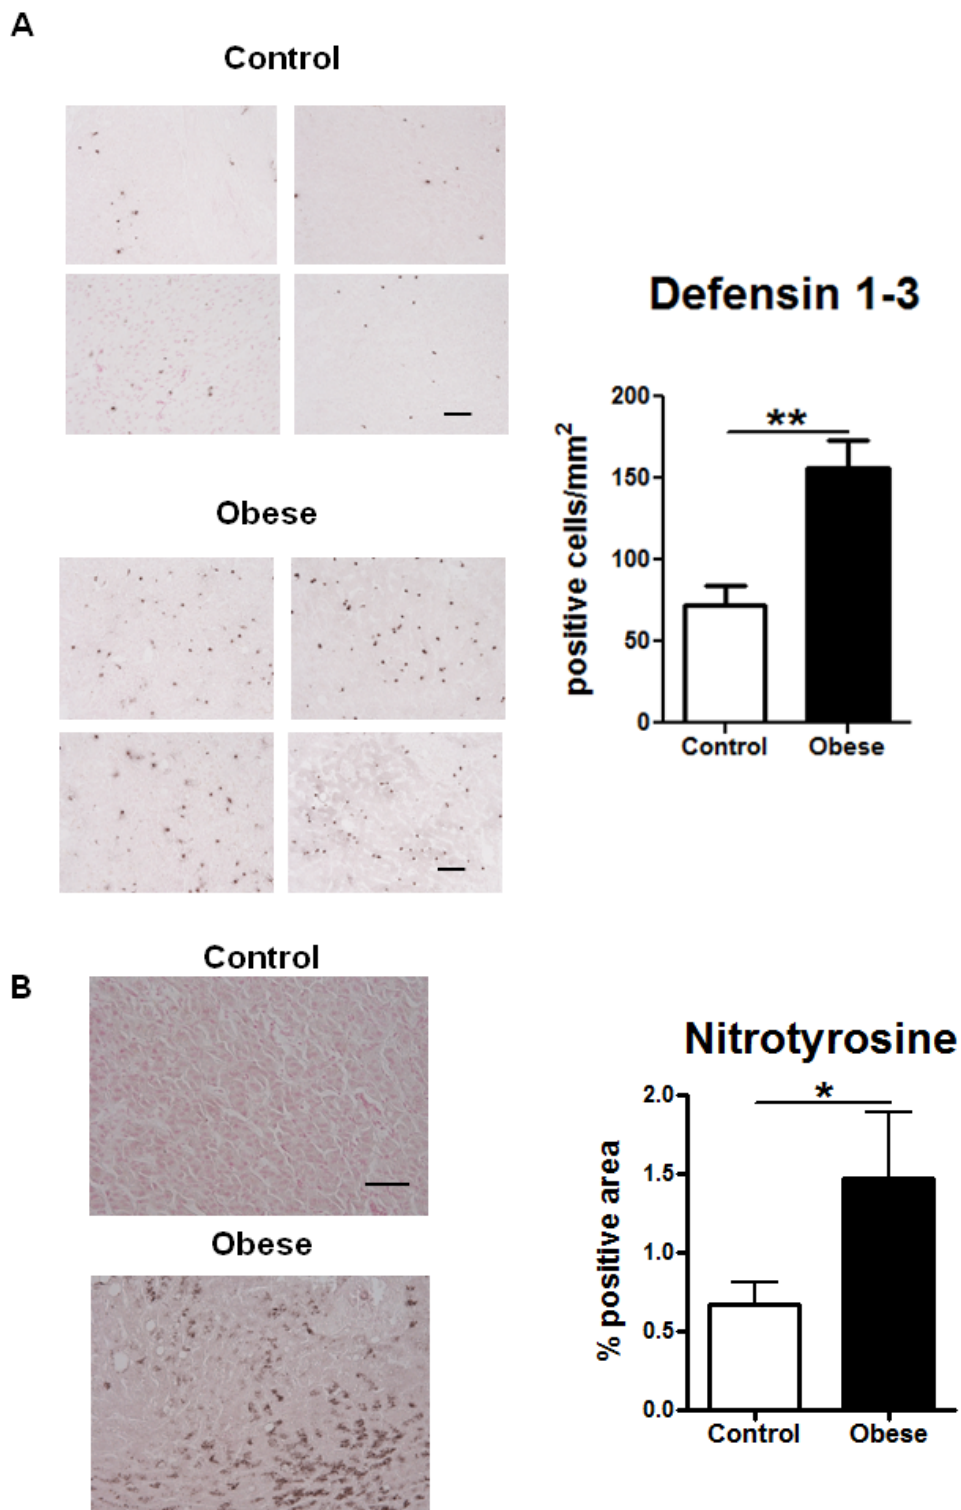 A
Control
Obese
Defensin 1-3
positive cells/mm²
200
150
100
50
0
**
Control
Obese
B
Control
Obese
Nitrotyrosine
% positive area
2.0
1.5
1.0
0.5
0.0
*
Control
Obese